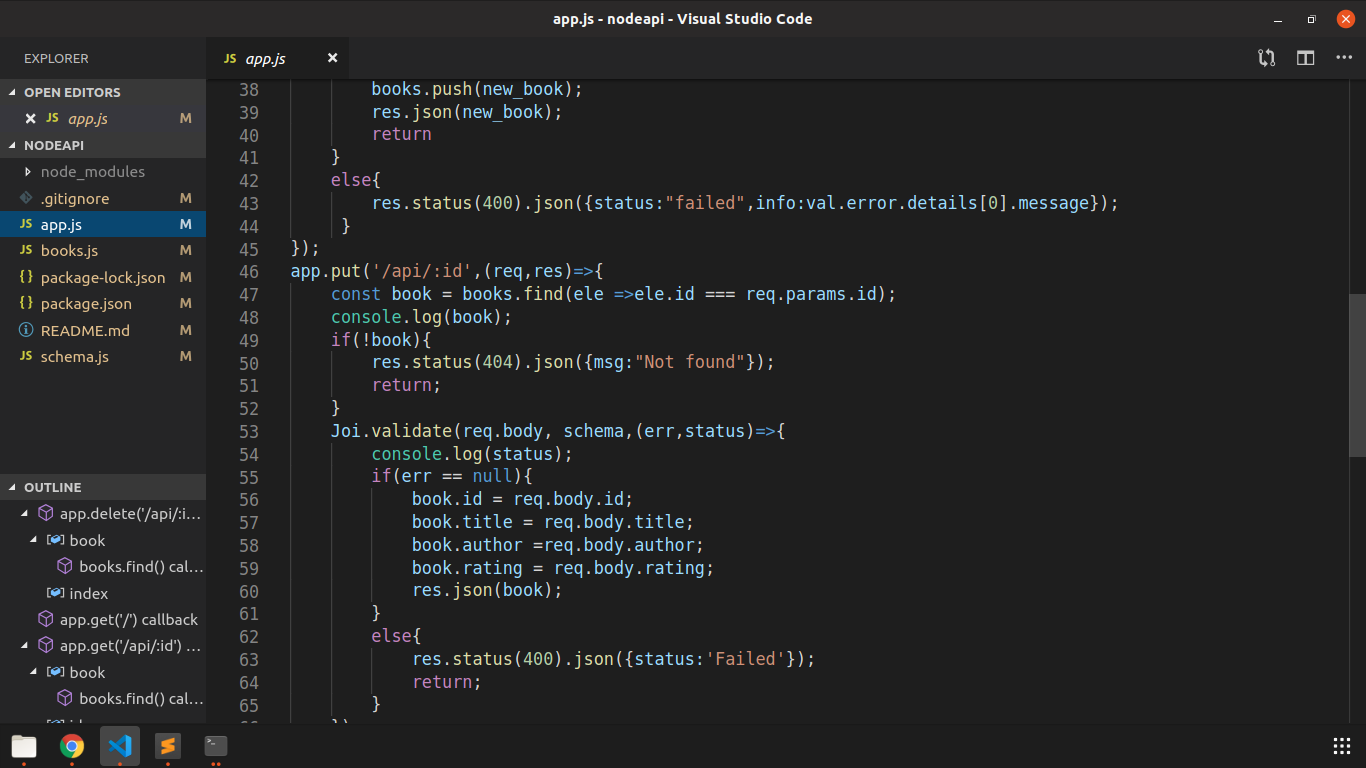 app.js - nodeapi - Visual Studio Code
EXPLORER
OPEN EDITORS
JS app.js M
NODEAPI
node_modules
.gitignore M
JS app.js M
JS books.js M
{} package-lock.json M
{} package.json M
README.md M
JS schema.js M
OUTLINE
app.delete('/api/:i...
book
books.find() cal...
index
app.get('/') callback
app.get('/api/:id') ...
book
books.find() cal...
JS app.js
38 books.push(new_book);
39 res.json(new_book);
40 return
41 }
42 else{
43 res.status(400).json({status:"failed",info:val.error.details[0].message});
44 }
45 });
46 app.put('/api/:id',(req,res)=>{
47 const book = books.find(ele =>ele.id === req.params.id);
48 console.log(book);
49 if(!book){
50 res.status(404).json({msg:"Not found"});
51 return;
52 }
53 Joi.validate(req.body, schema,(err,status)=>{
54 console.log(status);
55 if(err == null){
56 book.id = req.body.id;
57 book.title = req.body.title;
58 book.author =req.body.author;
59 book.rating = req.body.rating;
60 res.json(book);
61 }
62 else{
63 res.status(400).json({status:'Failed'});
64 return;
65 }